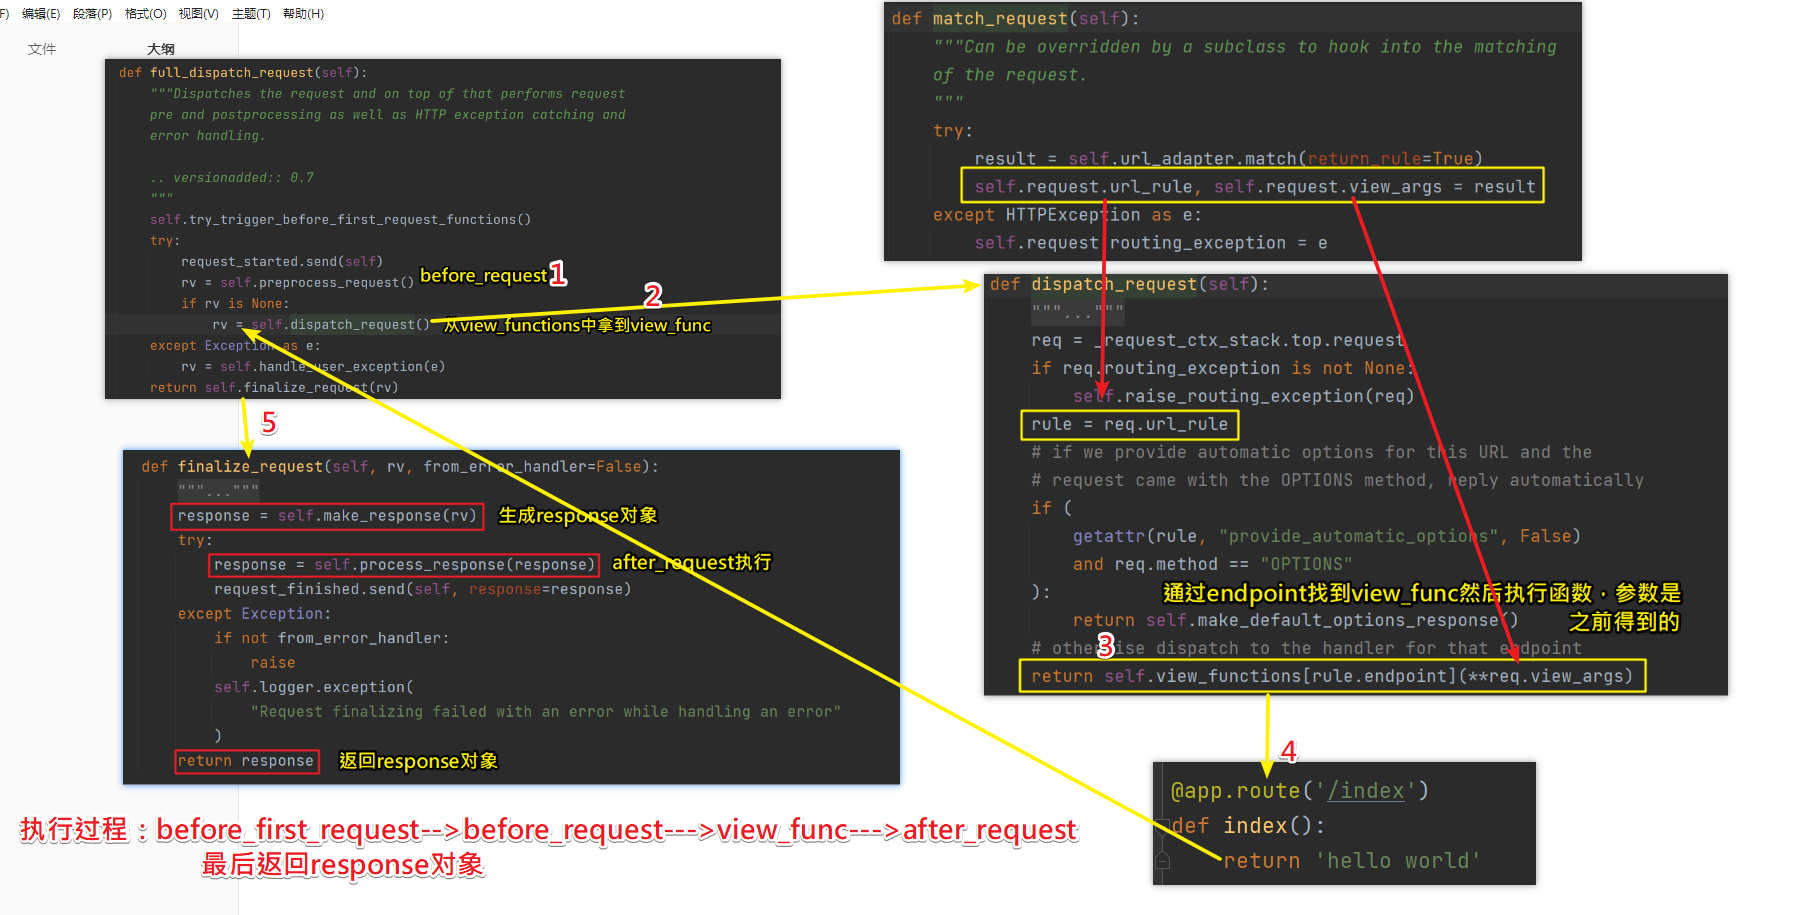 F) 编辑(E) 段落(P) 格式(O) 视图(V) 主题(T) 帮助(H)
文件 大纲
def full_dispatch_request(self):
"""Dispatches the request and on top of that performs request
pre and postprocessing as well as HTTP exception catching and
error handling.
.. versionadded:: 0.7
"""
self.try_trigger_before_first_request_functions()
try:
request_started.send(self)
rv = self.preprocess_request() before_request 1
if rv is None:
rv = self.dispatch_request() 从view_functions中拿到view_func
2
except Exception as e:
rv = self.handle_user_exception(e)
return self.finalize_request(rv)
5
def finalize_request(self, rv, from_error_handler=False):
"""..."""
response = self.make_response(rv) 生成response对象
try:
response = self.process_response(response) after_request执行
request_finished.send(self, response=response)
except Exception:
if not from_error_handler:
raise
self.logger.exception(
"Request finalizing failed with an error while handling an error"
)
return response 返回response对象
def match_request(self):
"""Can be overridden by a subclass to hook into the matching
of the request.
"""
try:
result = self.url_adapter.match(return_rule=True)
self.request.url_rule, self.request.view_args = result
except HTTPException as e:
self.request.routing_exception = e
def dispatch_request(self):
"""..."""
req = _request_ctx_stack.top.request
if req.routing_exception is not None:
self.raise_routing_exception(req)
rule = req.url_rule
# if we provide automatic options for this URL and the
# request came with the OPTIONS method, reply automatically
if (
getattr(rule, "provide_automatic_options", False)
and req.method == "OPTIONS"
):
通过endpoint找到view_func然后执行函数，参数是
之前得到的
return self.make_default_options_response()
3
# otherwise dispatch to the handler for that endpoint
return self.view_functions[rule.endpoint](**req.view_args)
4
@app.route('/index')
def index():
return 'hello world'
执行过程：before_first_request-->before_request--->view_func--->after_request
最后返回response对象